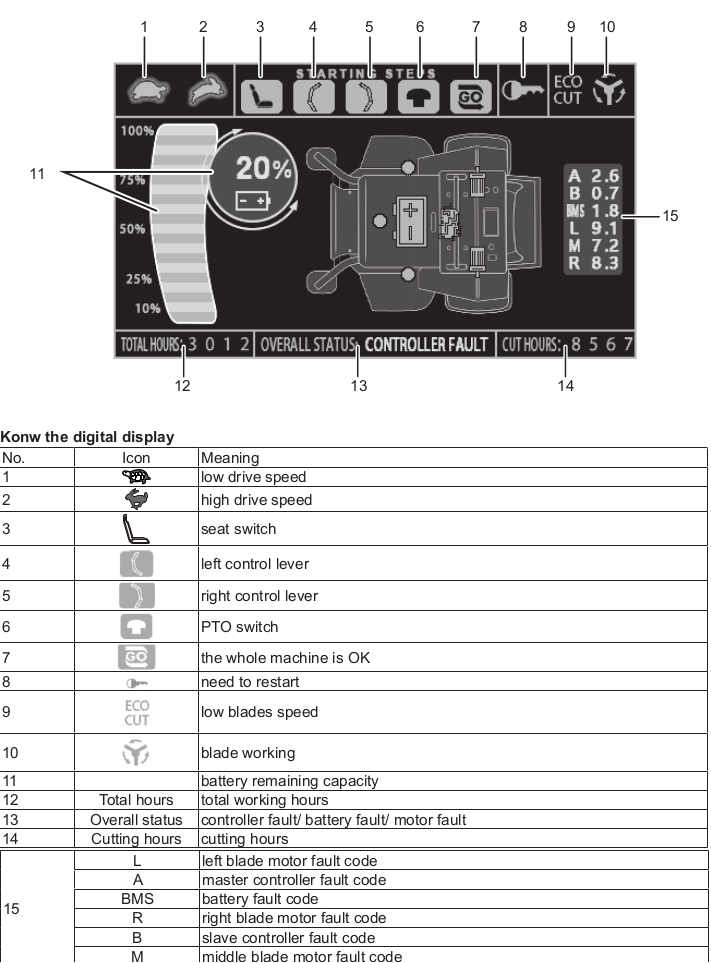 1 2 3 4 5 6 7 8 9 10
STARTING STEPS
GO
ECO
CUT
100%
75%
50%
25%
10%
20%
- +
+
-
A 2.6
B 0.7
BMS 1.8
L 9.1
M 7.2
R 8.3
11
15
TOTAL HOURS: 3 0 1 2 OVERALL STATUS: CONTROLLER FAULT CUT HOURS: 8 5 6 7
12 13 14
Konw the digital display
No. Icon Meaning
1 low drive speed
2 high drive speed
3 seat switch
4 left control lever
5 right control lever
6 PTO switch
7 GO the whole machine is OK
8 need to restart
9 ECO CUT low blades speed
10 blade working
11 battery remaining capacity
12 Total hours total working hours
13 Overall status controller fault/ battery fault/ motor fault
14 Cutting hours cutting hours
15
L left blade motor fault code
A master controller fault code
BMS battery fault code
R right blade motor fault code
B slave controller fault code
M middle blade motor fault code